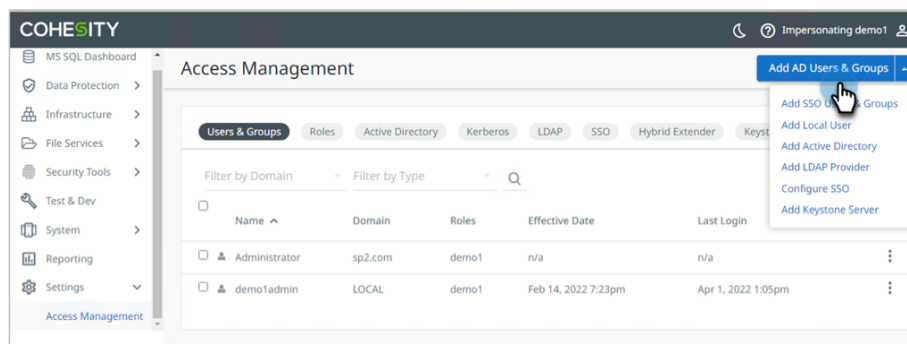 COHESITY
Impersonating demo1
MS SQL Dashboard
Data Protection
Infrastructure
File Services
Security Tools
Test & Dev
System
Reporting
Settings
Access Management
Access Management
Add AD Users & Groups
Add SSO & Groups
Add Local User
Add Active Directory
Add LDAP Provider
Configure SSO
Add Keystone Server
Users & Groups Roles Active Directory Kerberos LDAP SSO Hybrid Extender Keyst
Filter by Domain Filter by Type
Name Domain Roles Effective Date Last Login
Administrator sp2.com demo1 n/a n/a
demo1admin LOCAL demo1 Feb 14, 2022 7:23pm Apr 1, 2022 1:05pm